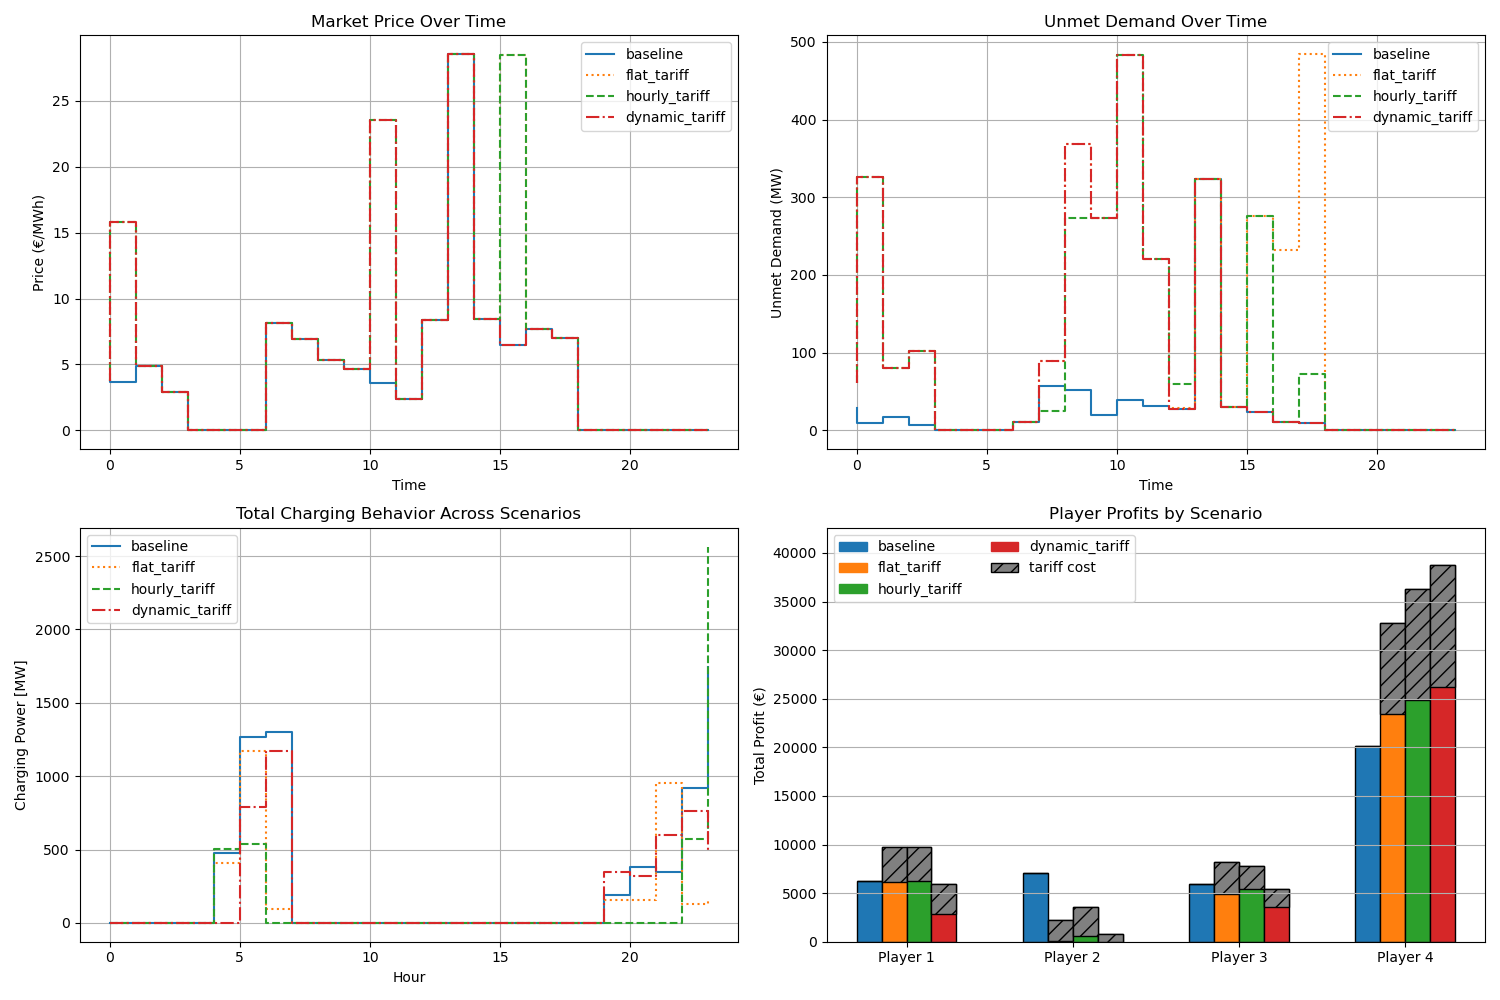 Market Price Over Time
Price (€/MWh)
25
20
15
10
5
0
0 5 10 15 20
Time
baseline
flat_tariff
hourly_tariff
dynamic_tariff
Unmet Demand Over Time
Unmet Demand (MW)
500
400
300
200
100
0
0 5 10 15 20
Time
baseline
flat_tariff
hourly_tariff
dynamic_tariff
Total Charging Behavior Across Scenarios
Charging Power [MW]
2500
2000
1500
1000
500
0
0 5 10 15 20
Hour
baseline
flat_tariff
hourly_tariff
dynamic_tariff
Player Profits by Scenario
Total Profit (€)
40000
35000
30000
25000
20000
15000
10000
5000
0
Player 1 Player 2 Player 3 Player 4
baseline
flat_tariff
hourly_tariff
dynamic_tariff
tariff cost